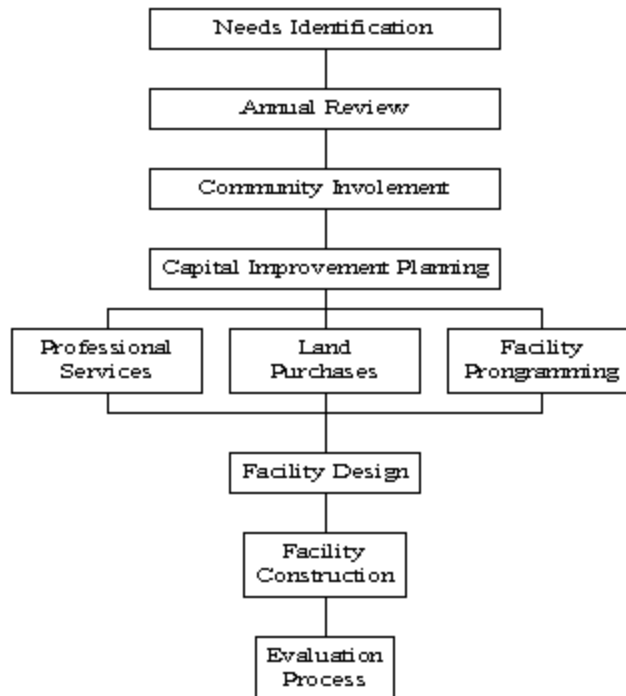 Needs Identification
Annual Review
Community Involement
Capital Improvement Planning
Professional
Services
Land
Purchases
Facility
Prongramming
Facility Design
Facility
Construction
Evaluation
Process